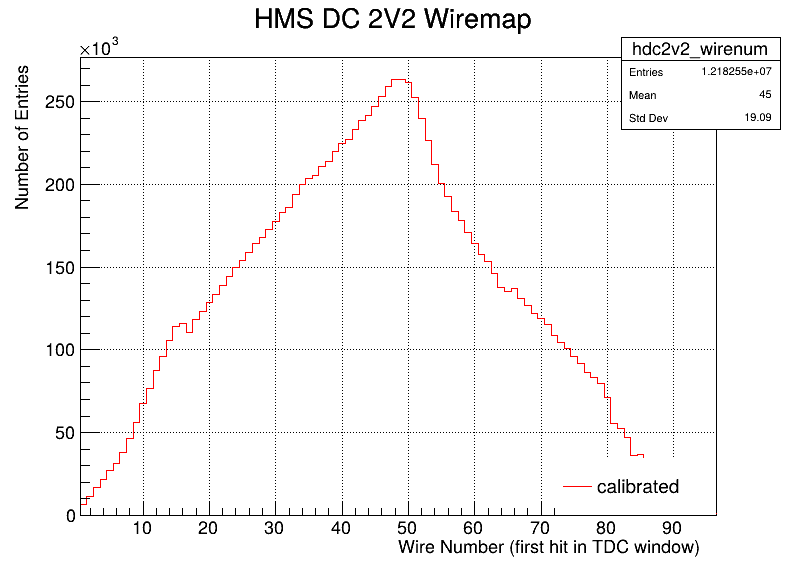 HMS DC 2V2 Wiremap
×10³
hdc2v2_wirenum
Entries 1.218255e+07
Mean 45
Std Dev 19.09
Number of Entries
250
200
150
100
50
0
calibrated
10 20 30 40 50 60 70 80 90
Wire Number (first hit in TDC window)